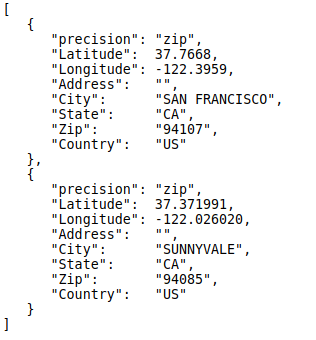 [
   {
      "precision": "zip",
      "Latitude":  37.7668,
      "Longitude": -122.3959,
      "Address":   "",
      "City":      "SAN FRANCISCO",
      "State":     "CA",
      "Zip":       "94107",
      "Country":   "US"
   },
   {
      "precision": "zip",
      "Latitude":  37.371991,
      "Longitude": -122.026020,
      "Address":   "",
      "City":      "SUNNYVALE",
      "State":     "CA",
      "Zip":       "94085",
      "Country":   "US"
   }
]